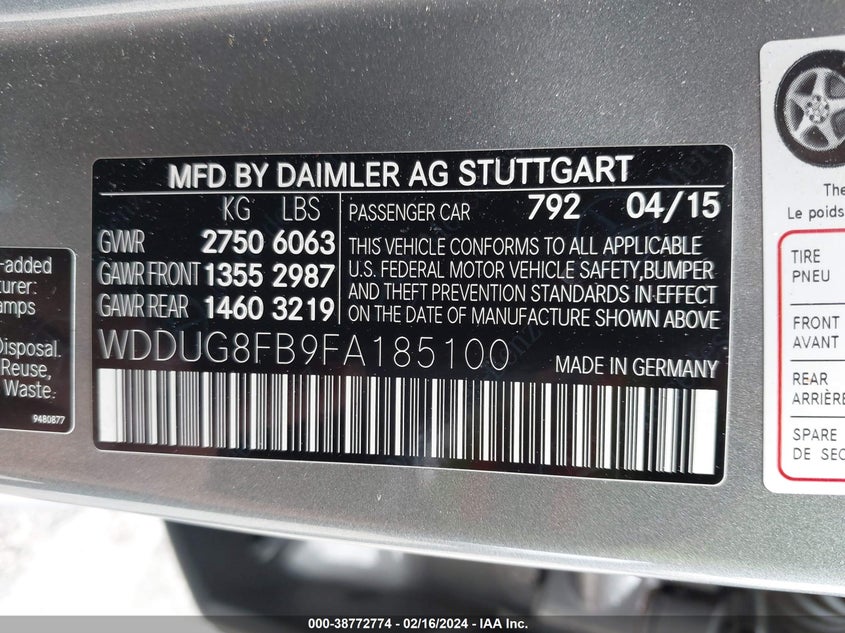 MFD BY DAIMLER AG STUTTGART
KG LBS
GVWR 2750 6063
GAWR FRONT 1355 2987
GAWR REAR 1460 3219
PASSENGER CAR 792 04/15
THIS VEHICLE CONFORMS TO ALL APPLICABLE
U.S. FEDERAL MOTOR VEHICLE SAFETY,BUMPER
AND THEFT PREVENTION STANDARDS IN EFFECT
ON THE DATE OF MANUFACTURE SHOWN ABOVE
WDDUG8FB9FA185100 MADE IN GERMANY
-added
urer:
amps
Disposal.
Reuse,
Waste.
9480877
The
Le poids
TIRE
PNEU
FRONT
AVANT
REAR
ARRIÈRE
SPARE
DE SEC
000-38772774 / 02/16/2024 - IAA Inc.